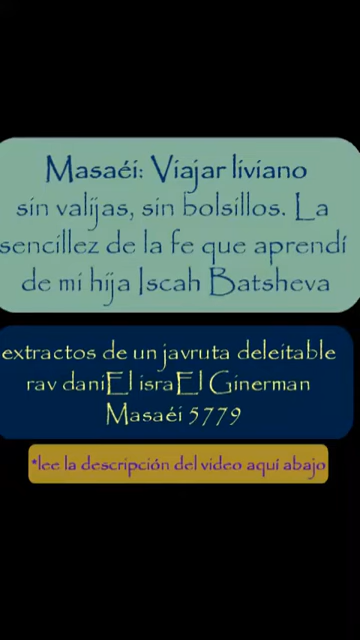 Masaéi: Viajar liviano
sin valijas, sin bolsillos. La
sencillez de la fe que aprendí
de mi hija Iscah Batsheva
extractos de un javruta deleitable
rav daniEl israEl Ginerman
Masaéi 5779
*lee la descripción del video aquí abajo